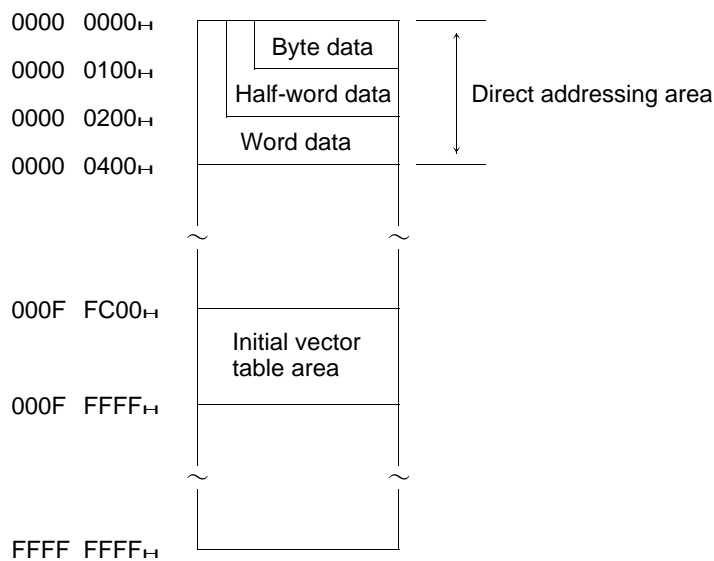 0000 0000H
Byte data
0000 0100H
Half-word data
Direct addressing area
0000 0200H
Word data
0000 0400H
000F FC00H
Initial vector
table area
000F FFFFH
FFFF FFFFH